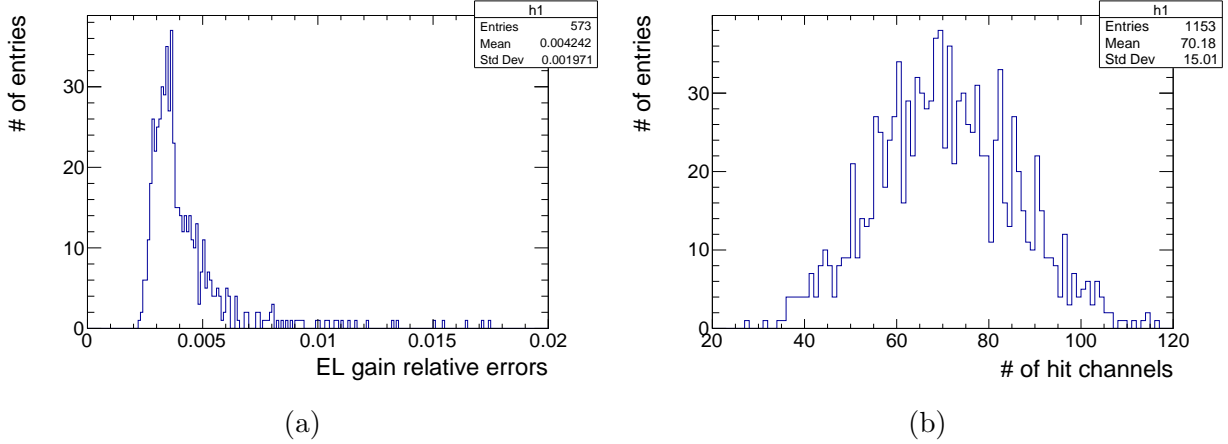 h1
Entries 573
Mean 0.004242
Std Dev 0.001971
# of entries
30
20
10
0
0 0.005 0.01 0.015 0.02
EL gain relative errors
(a)
h1
Entries 1153
Mean 70.18
Std Dev 15.01
# of entries
30
20
10
0
20 40 60 80 100 120
# of hit channels
(b)